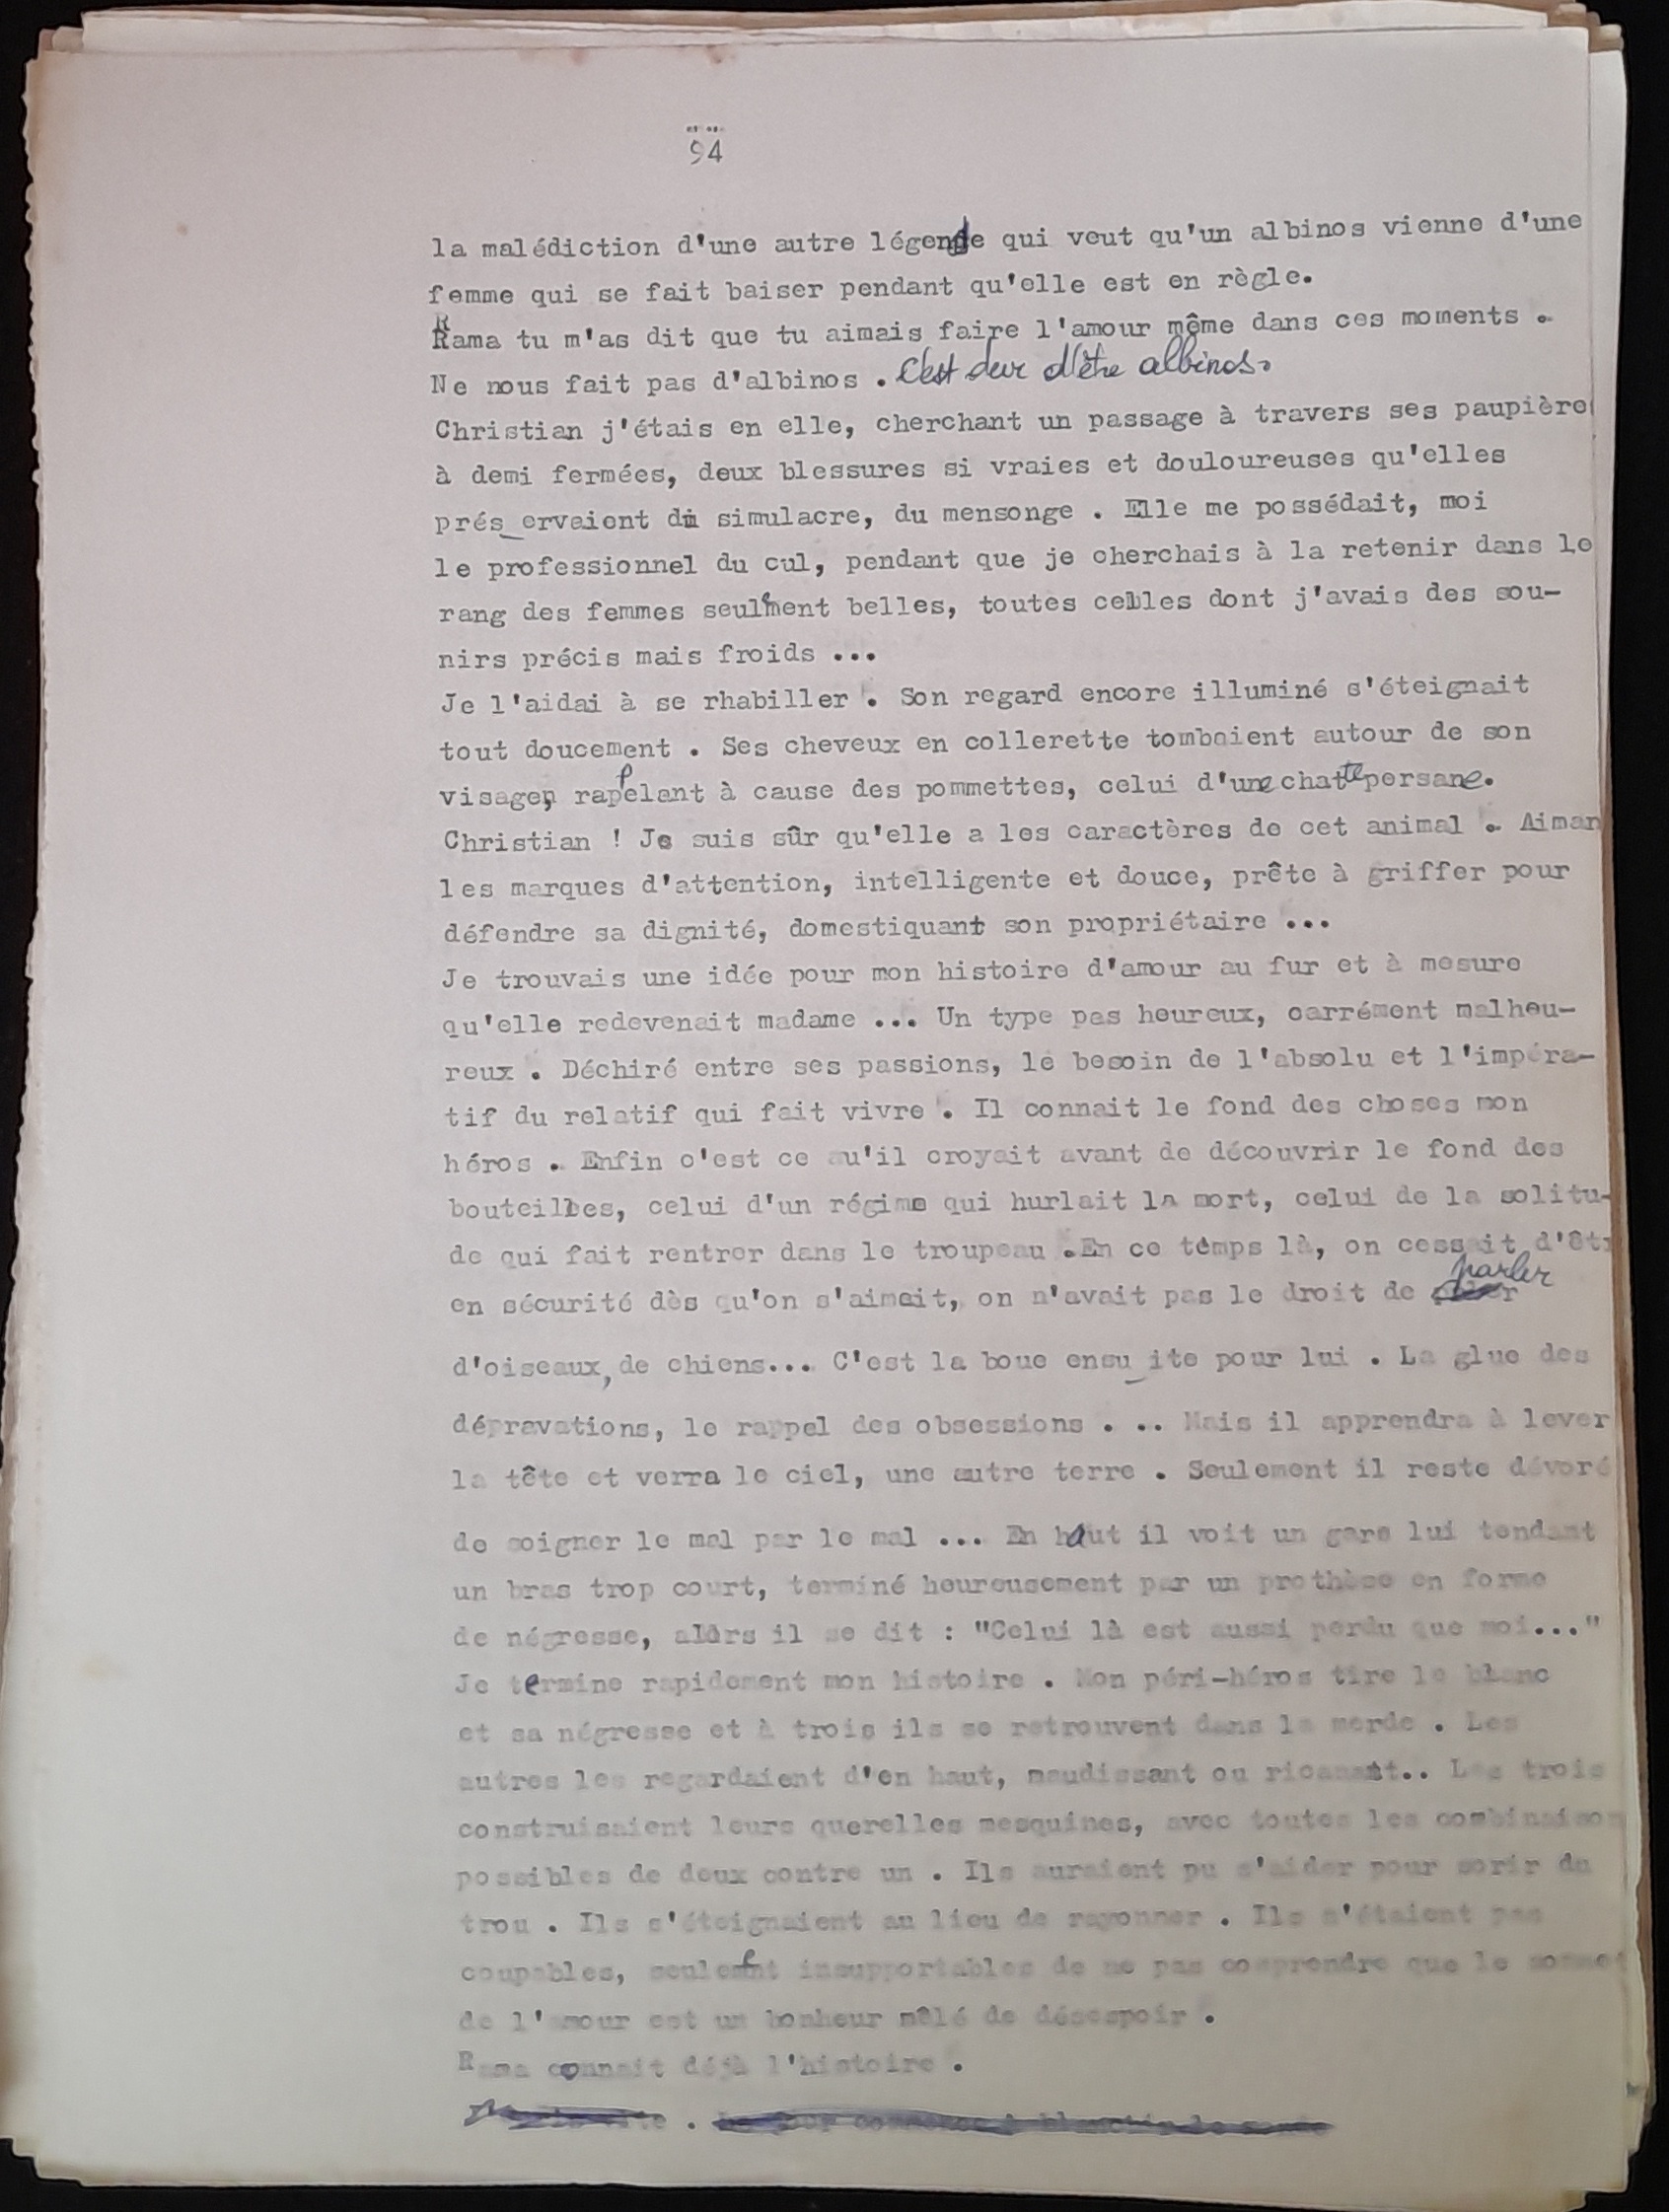 94
la malédiction d'une autre légende qui veut qu'un albinos vienne d'une
femme qui se fait baiser pendant qu'elle est en règle.
Rama tu m'as dit que tu aimais faire l'amour même dans ces moments .
Ne nous fait pas d'albinos . C'est dur d'être albinos.
Christian j'étais en elle, cherchant un passage à travers ses paupière
à demi fermées, deux blessures si vraies et douloureuses qu'elles
prés_ervaient du simulacre, du mensonge . Elle me possédait, moi
le professionnel du cul, pendant que je cherchais à la retenir dans le
rang des femmes seulement belles, toutes celles dont j'avais des sou-
nirs précis mais froids ...
Je l'aidai à se rhabiller . Son regard encore illuminé s'éteignait
tout doucement . Ses cheveux en collerette tombaient autour de son
visage, rappelant à cause des pommettes, celui d'une chatte persane.
Christian ! Je suis sûr qu'elle a les caractères de cet animal . Aiman
les marques d'attention, intelligente et douce, prête à griffer pour
défendre sa dignité, domestiquant son propriétaire ...
Je trouvais une idée pour mon histoire d'amour au fur et à mesure
qu'elle redevenait madame ... Un type pas heureux, carrément malheu-
reux . Déchiré entre ses passions, le besoin de l'absolu et l'impéra-
tif du relatif qui fait vivre . Il connait le fond des choses mon
héros . Enfin c'est ce qu'il croyait avant de découvrir le fond des
bouteilles, celui d'un régime qui hurlait la mort, celui de la solitu-
de qui fait rentrer dans le troupeau .En ce temps là, on cessait d'êtr
en sécurité dès qu'on s'aimait, on n'avait pas le droit de parler
d'oiseaux, de chiens... C'est la boue ensu_ite pour lui . La glue des
dépravations, le rappel des obsessions . .. Mais il apprendra à lever
la tête et verra le ciel, une autre terre . Seulement il reste dévoré
de soigner le mal par le mal ... En haut il voit un gars lui tendant
un bras trop court, terminé heureusement par un prothèse en forme
de négresse, alors il se dit : "Celui là est aussi perdu que moi..."
Je termine rapidement mon histoire . Mon péri-héros tire le blanc
et sa négresse et à trois ils se retrouvent dans la merde . Les
autres les regardaient d'en haut, maudissant ou ricanant.. Les trois
construisaient leurs querelles mesquines, avec toutes les combinaison
possibles de deux contre un . Ils auraient pu s'aider pour sorir du
trou . Ils s'éteignaient au lieu de rayonner . Ils n'étaient pas
coupables, seulement insupportables de ne pas comprendre que le sommet
de l'amour est un bonheur mêlé de désespoir .
Rama connait déjà l'histoire .